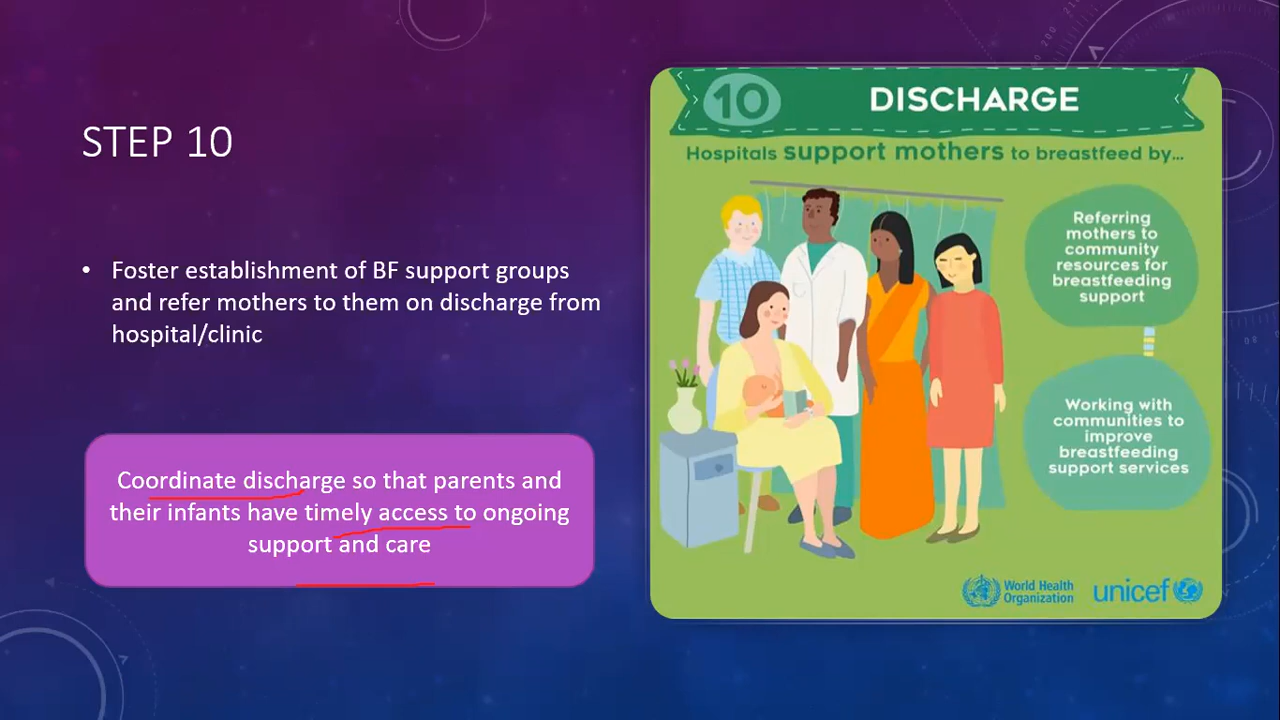 STEP 10
• Foster establishment of BF support groups
and refer mothers to them on discharge from
hospital/clinic
Coordinate discharge so that parents and
their infants have timely access to ongoing
support and care
10 DISCHARGE
Hospitals support mothers to breastfeed by...
Referring
mothers to
community
resources for
breastfeeding
support
Working with
communities to
improve
breastfeeding
support services
World Health
Organization
unicef